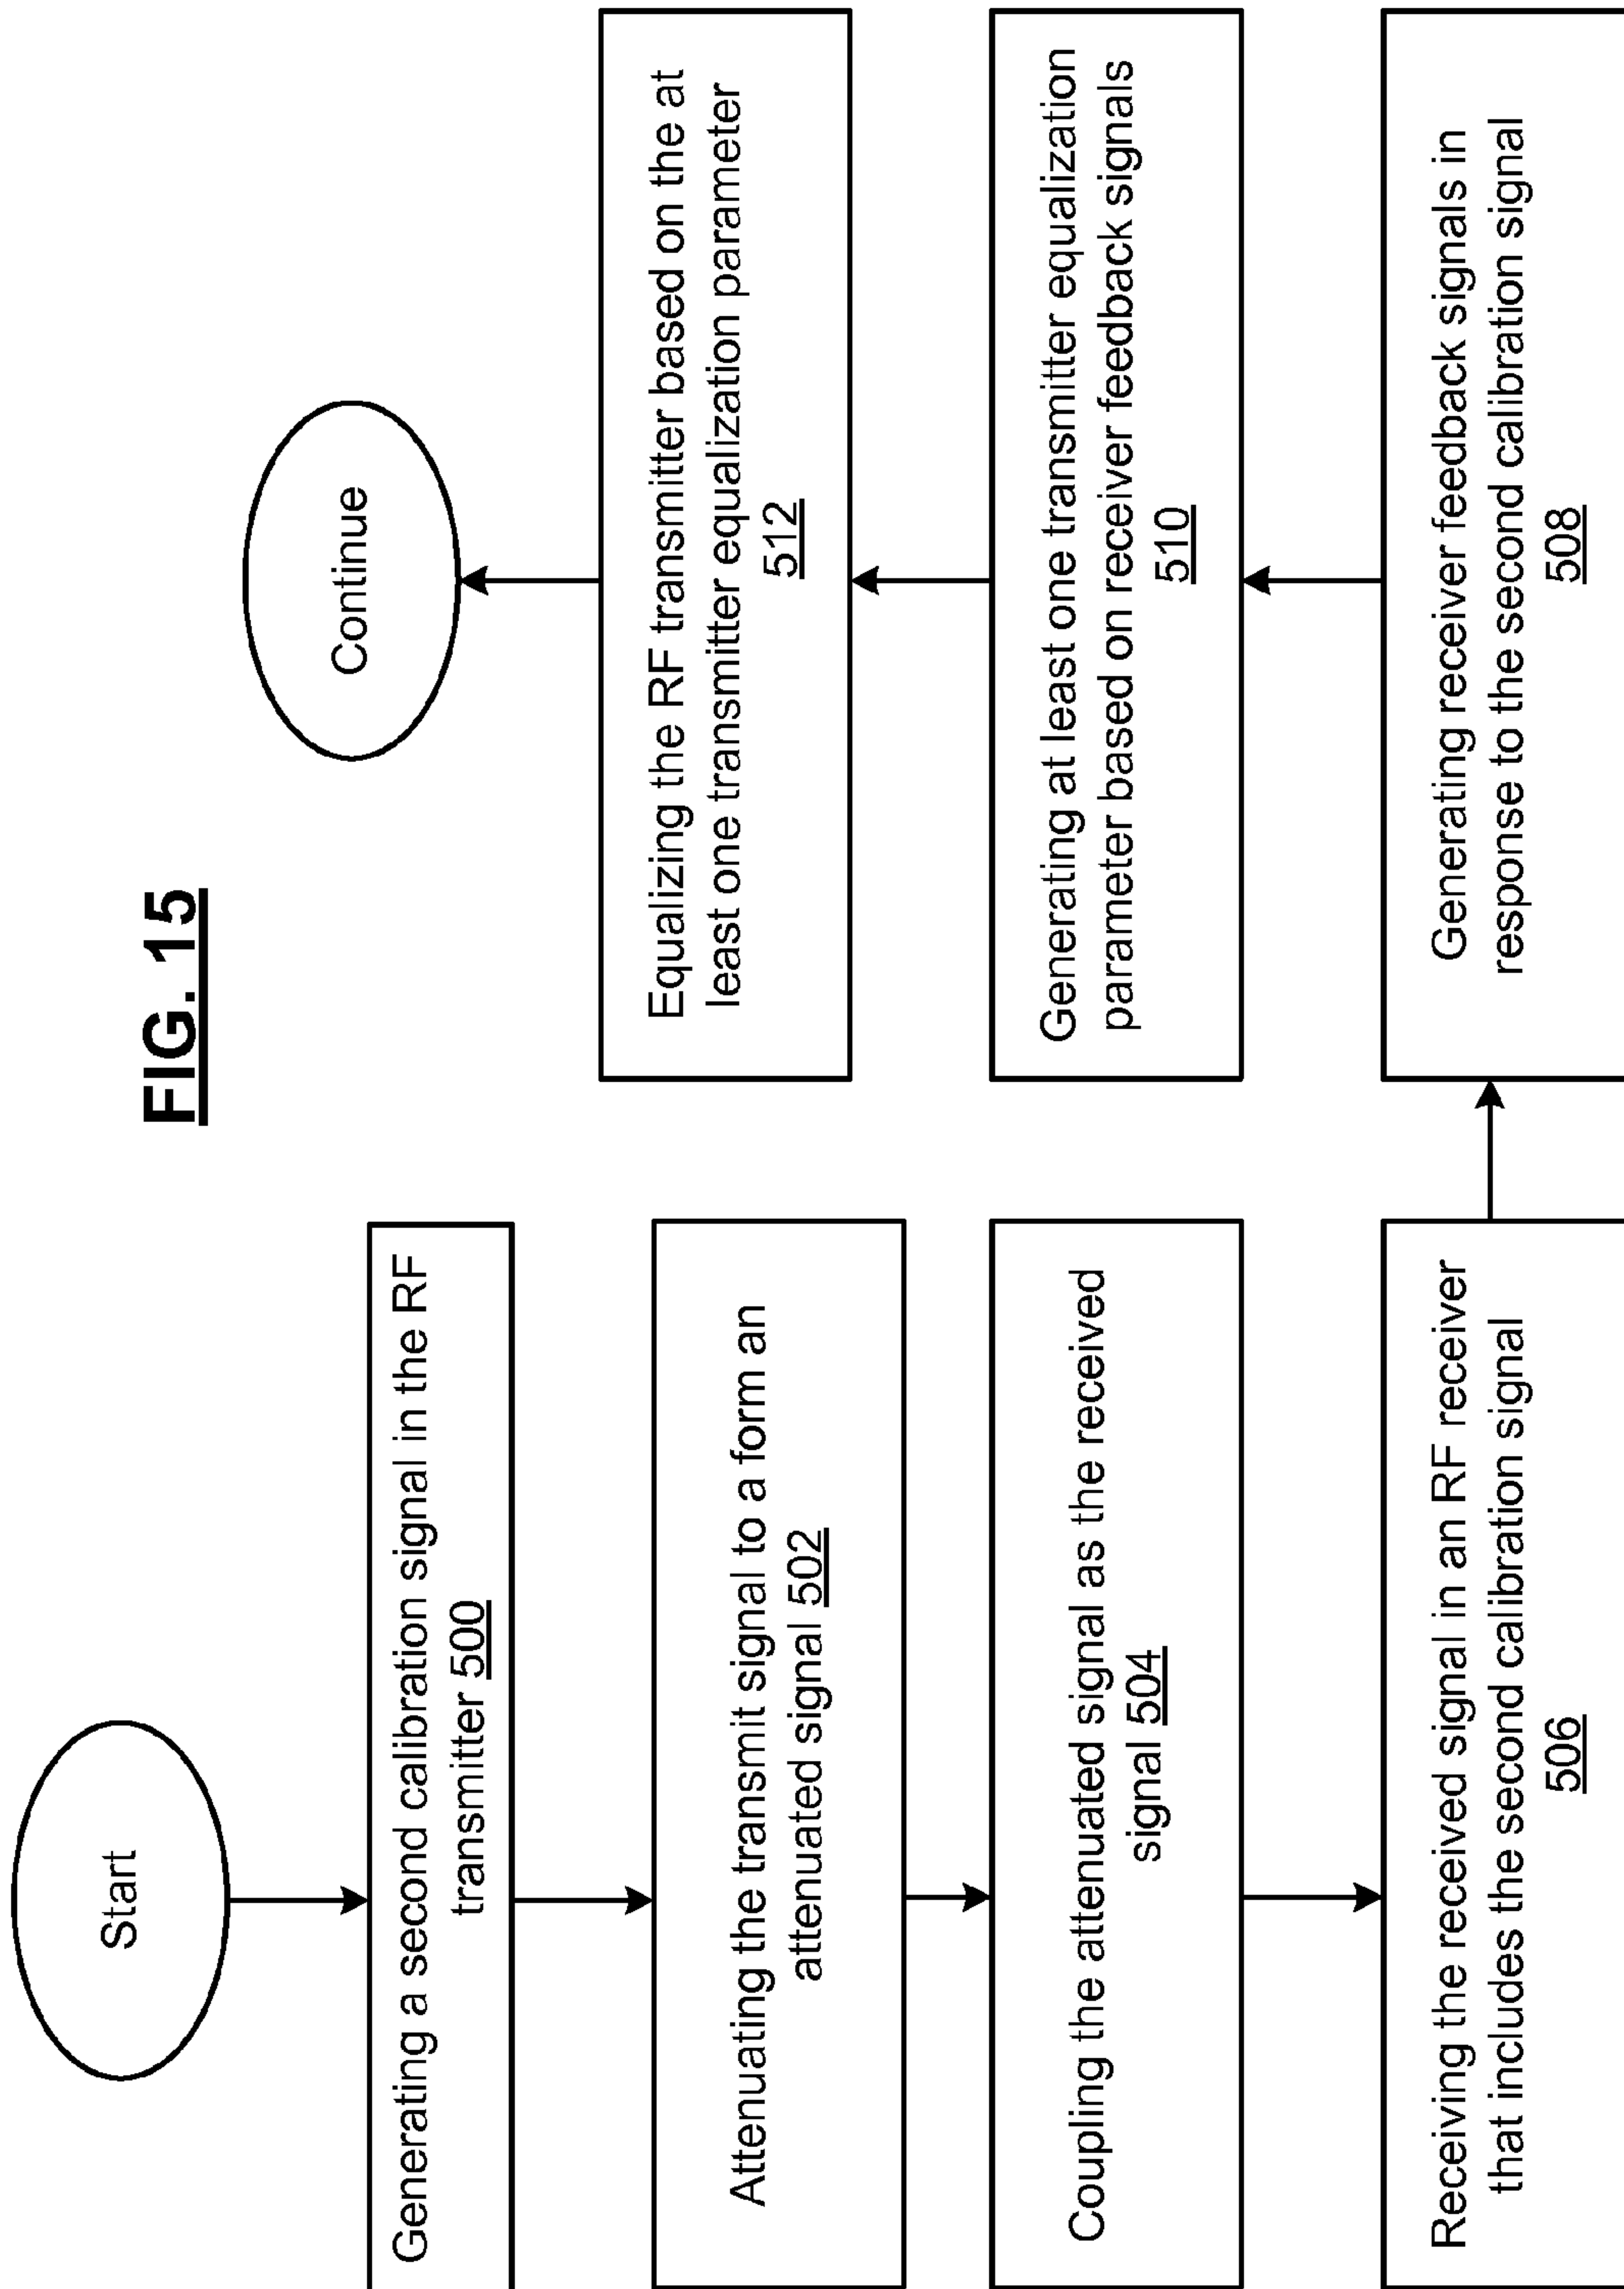 FIG. 15
Start
Generating a second calibration signal in the RF
transmitter 500
Attenuating the transmit signal to a form an
attenuated signal 502
Coupling the attenuated signal as the received
signal 504
Receiving the received signal in an RF receiver
that includes the second calibration signal
506
Generating receiver feedback signals in
response to the second calibration signal
508
Generating at least one transmitter equalization
parameter based on receiver feedback signals
510
Equalizing the RF transmitter based on the at
least one transmitter equalization parameter
512
Continue